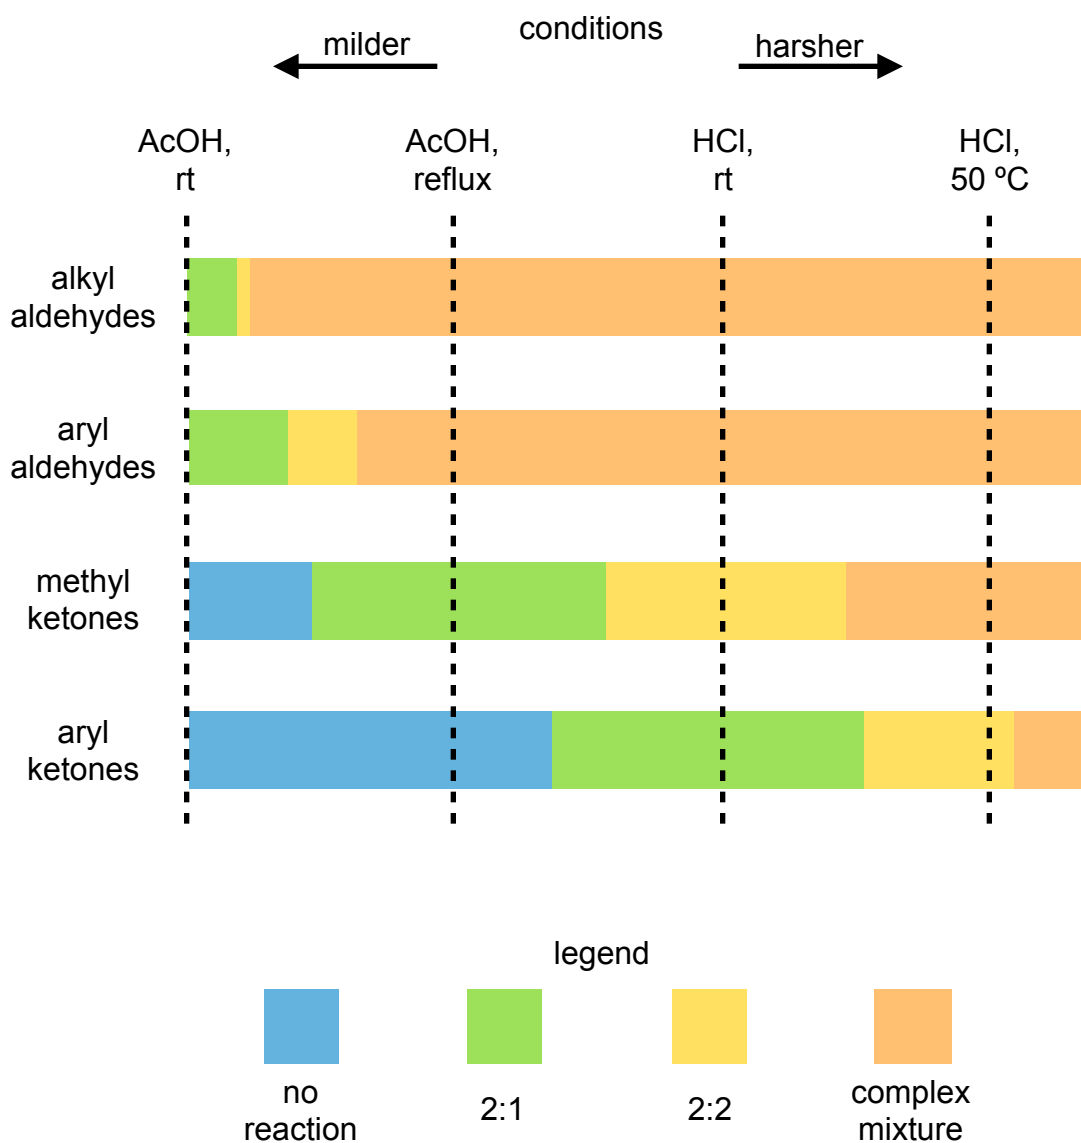 conditions
milder
harsher
AcOH,
rt
AcOH,
reflux
HCl,
rt
HCl,
50 ºC
alkyl
aldehydes
aryl
aldehydes
methyl
ketones
aryl
ketones
legend
no
reaction
2:1
2:2
complex
mixture